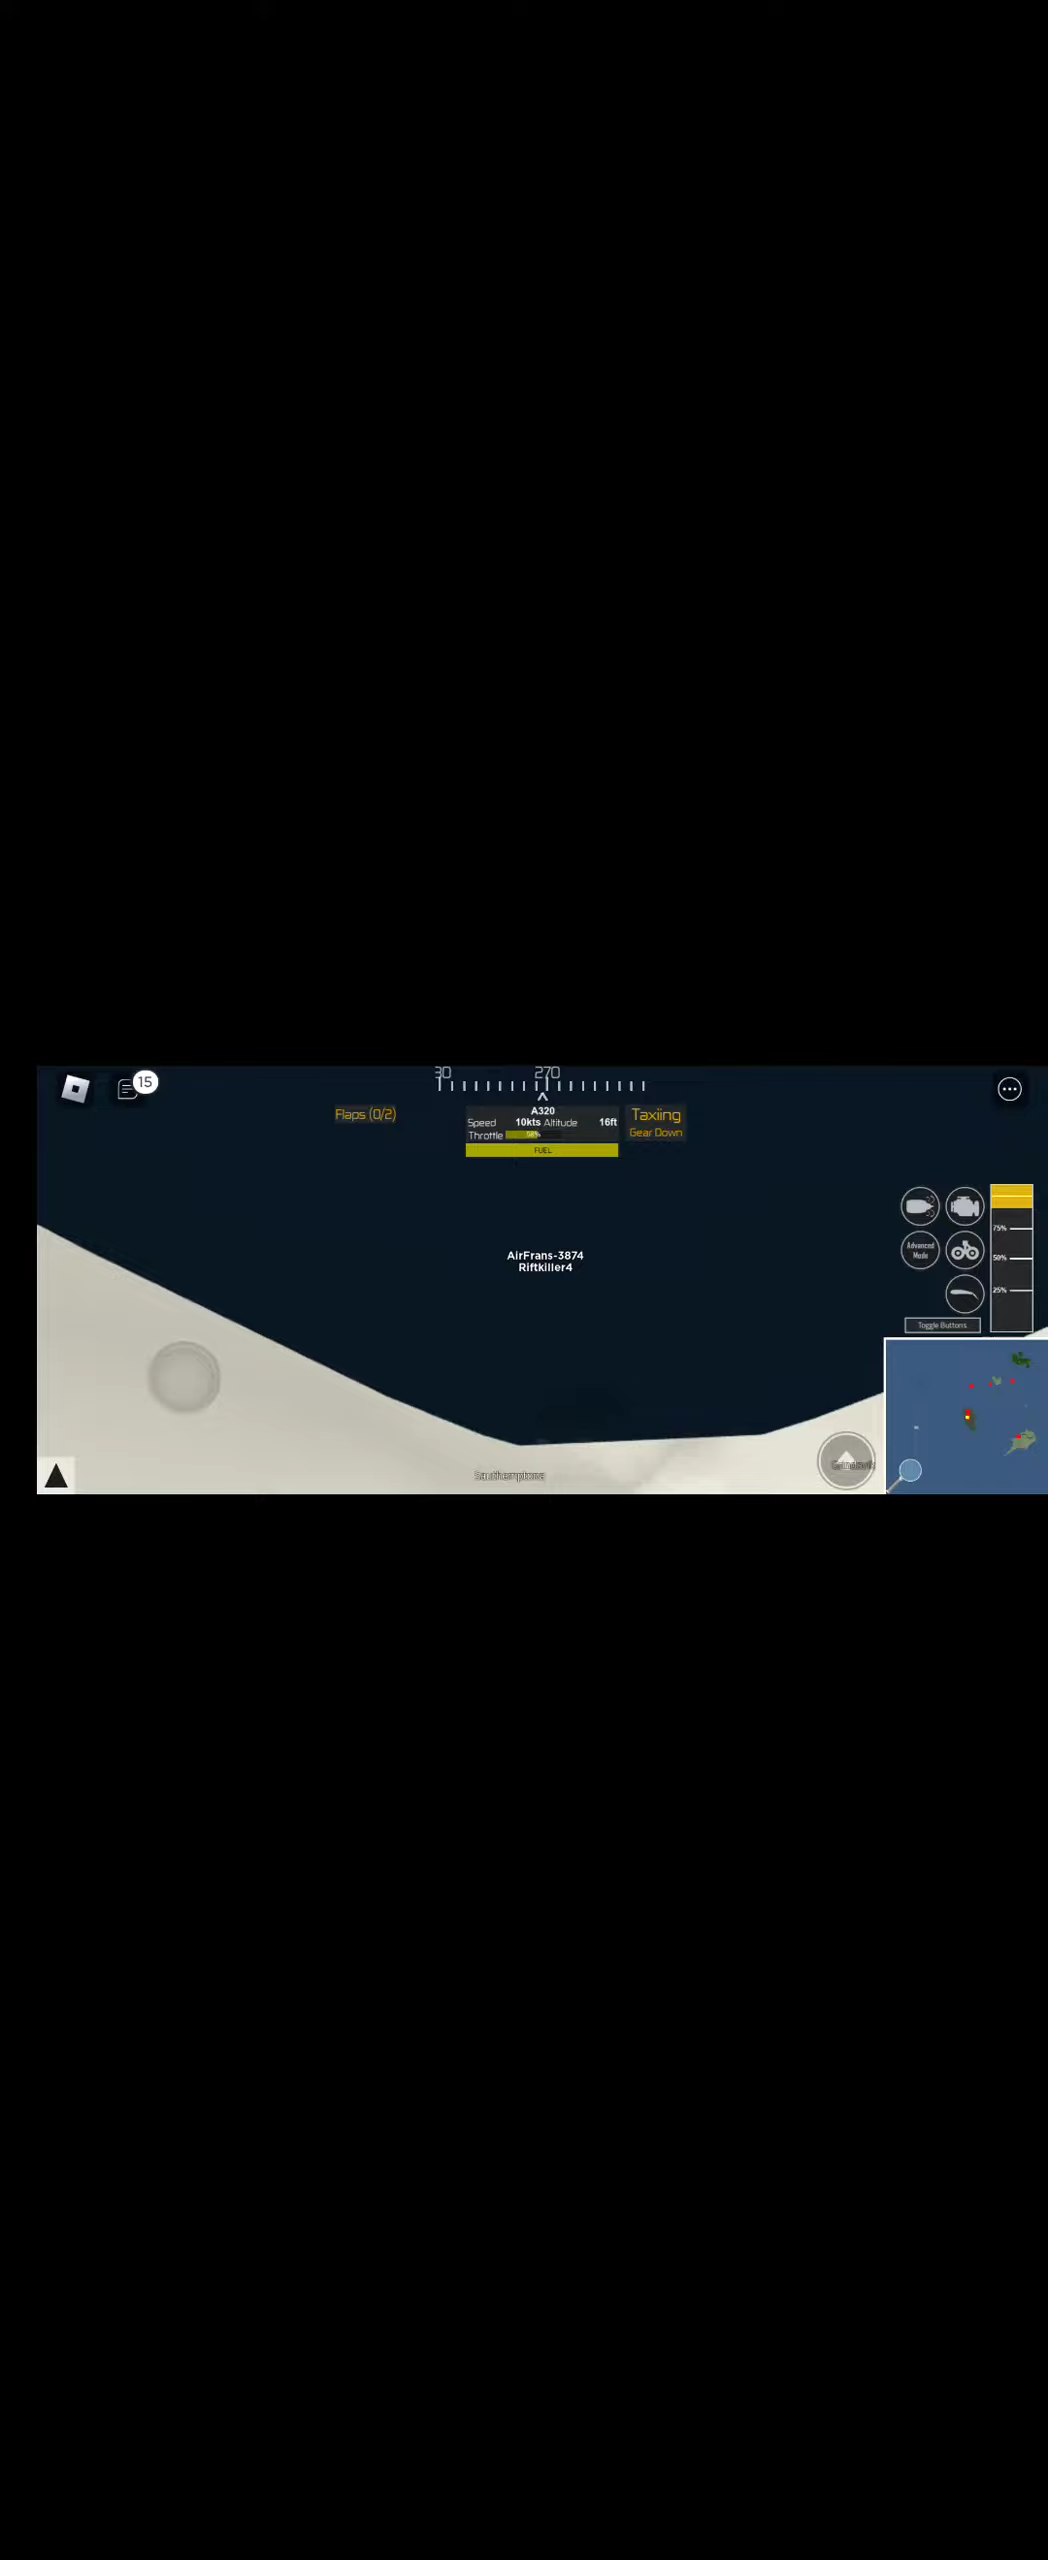 15
30 270
Flaps (0/2)
A320
Speed 10kts Altitude 16ft
Throttle
FUEL
Taxiing
Gear Down
Advanced
Mode
75%
50%
25%
Toggle Buttons
AirFrans-3874
Riftkiller4